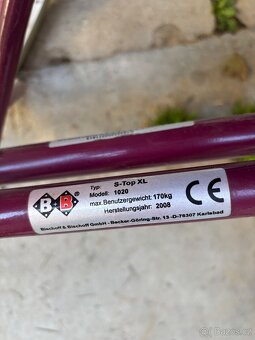 B B ®
Typ: S-Top XL
Modell: 1020
max.Benutzergewicht: 170kg
Herstellungsjahr: 2008
CE
Bischoff & Bischoff GmbH - Becker-Göring-Str. 13 -D-76307 Karlsbad